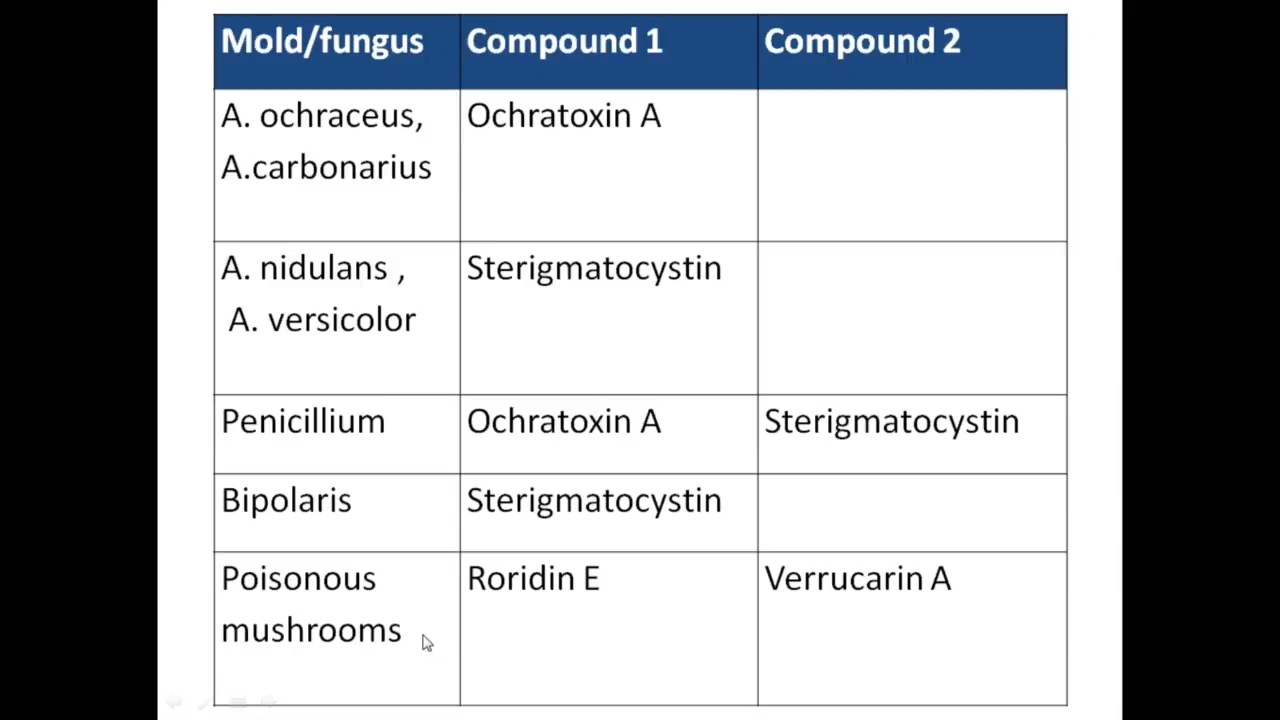 Mold/fungus Compound 1 Compound 2
A. ochraceus, Ochratoxin A
A.carbonarius
A. nidulans , Sterigmatocystin
A. versicolor
Penicillium Ochratoxin A Sterigmatocystin
Bipolaris Sterigmatocystin
Poisonous Roridin E Verrucarin A
mushrooms